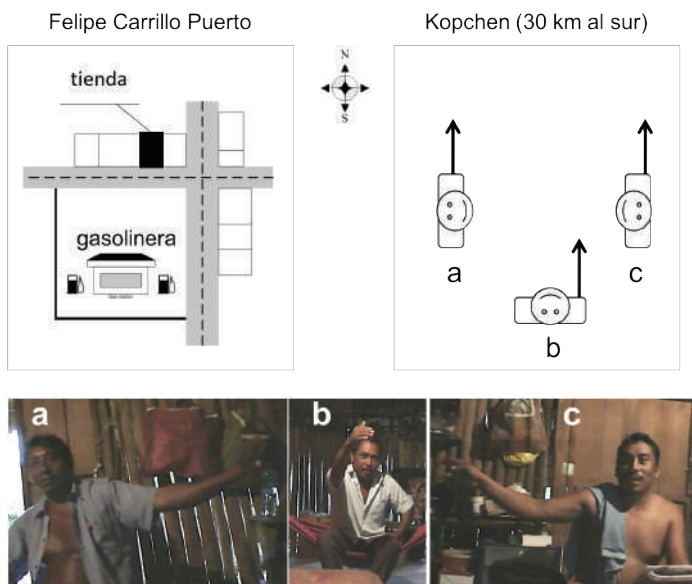 Felipe Carrillo Puerto
Kopchen (30 km al sur)
tienda
N
S
gasolinera
a
c
b
a
b
c